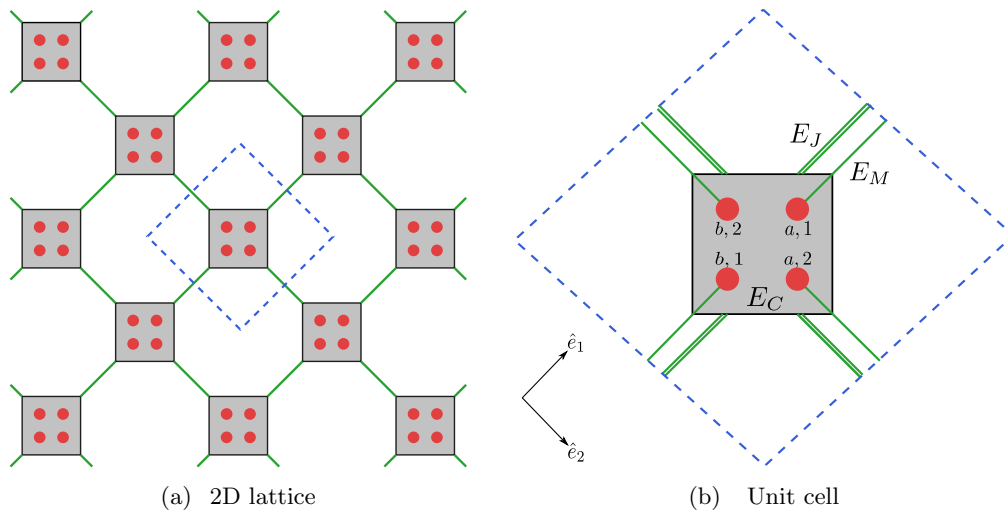 E_J
E_M
b, 2 a, 1
b, 1 a, 2
E_C
ê_1
ê_2
(a) 2D lattice (b) Unit cell